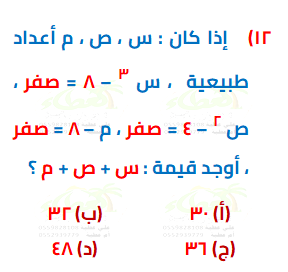 ١٢) إذا كان : س ، ص ، م أعداد
طبيعية ، س ٣ – ٨ = صفر ،
ص ٢ – ٤ = صفر ، م – ٨ = صفر
، أوجد قيمة : س + ص + م ؟
(أ) ٣٠ (ب) ٣٢
(ج) ٣٦ (د) ٤٨